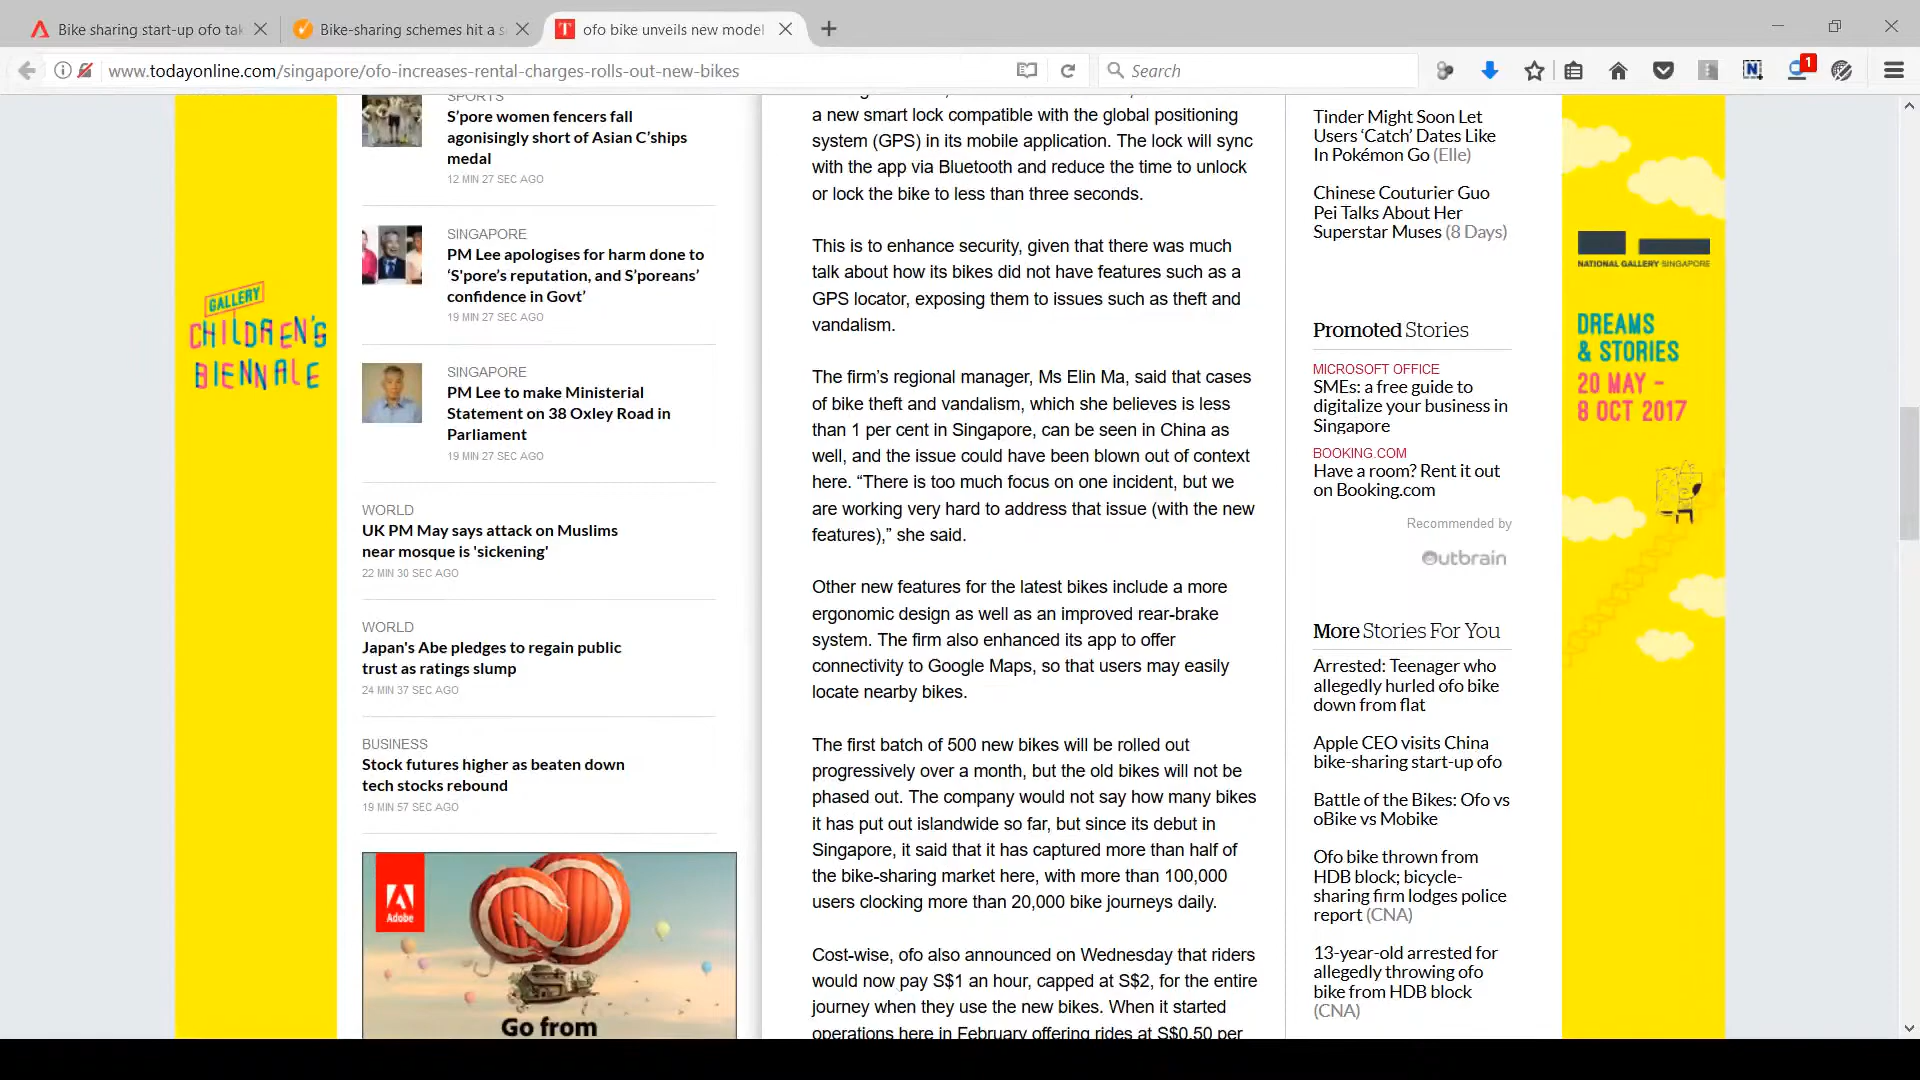 Bike sharing start-up ofo tak
Bike-sharing schemes hit a s
T ofo bike unveils new model
www.todayonline.com/singapore/ofo-increases-rental-charges-rolls-out-new-bikes
Search
1
GALLERY
CHILDREN'S
BIENNALE
SPORTS
S'pore women fencers fall
agonisingly short of Asian C'ships
medal
12 MIN 27 SEC AGO
SINGAPORE
PM Lee apologises for harm done to
‘S'pore’s reputation, and S’poreans’
confidence in Govt’
19 MIN 27 SEC AGO
SINGAPORE
PM Lee to make Ministerial
Statement on 38 Oxley Road in
Parliament
19 MIN 27 SEC AGO
WORLD
UK PM May says attack on Muslims
near mosque is 'sickening'
22 MIN 30 SEC AGO
WORLD
Japan's Abe pledges to regain public
trust as ratings slump
24 MIN 37 SEC AGO
BUSINESS
Stock futures higher as beaten down
tech stocks rebound
19 MIN 57 SEC AGO
Adobe
Go from
a new smart lock compatible with the global positioning
system (GPS) in its mobile application. The lock will sync
with the app via Bluetooth and reduce the time to unlock
or lock the bike to less than three seconds.
This is to enhance security, given that there was much
talk about how its bikes did not have features such as a
GPS locator, exposing them to issues such as theft and
vandalism.
The firm’s regional manager, Ms Elin Ma, said that cases
of bike theft and vandalism, which she believes is less
than 1 per cent in Singapore, can be seen in China as
well, and the issue could have been blown out of context
here. “There is too much focus on one incident, but we
are working very hard to address that issue (with the new
features),” she said.
Other new features for the latest bikes include a more
ergonomic design as well as an improved rear-brake
system. The firm also enhanced its app to offer
connectivity to Google Maps, so that users may easily
locate nearby bikes.
The first batch of 500 new bikes will be rolled out
progressively over a month, but the old bikes will not be
phased out. The company would not say how many bikes
it has put out islandwide so far, but since its debut in
Singapore, it said that it has captured more than half of
the bike-sharing market here, with more than 100,000
users clocking more than 20,000 bike journeys daily.
Cost-wise, ofo also announced on Wednesday that riders
would now pay S$1 an hour, capped at S$2, for the entire
journey when they use the new bikes. When it started
operations here in February offering rides at S$0.50 per
Tinder Might Soon Let
Users ‘Catch’ Dates Like
In Pokémon Go (Elle)
Chinese Couturier Guo
Pei Talks About Her
Superstar Muses (8 Days)
Promoted Stories
MICROSOFT OFFICE
SMEs: a free guide to
digitalize your business in
Singapore
BOOKING.COM
Have a room? Rent it out
on Booking.com
Recommended by
Outbrain
More Stories For You
Arrested: Teenager who
allegedly hurled ofo bike
down from flat
Apple CEO visits China
bike-sharing start-up ofo
Battle of the Bikes: Ofo vs
oBike vs Mobike
Ofo bike thrown from
HDB block; bicycle-
sharing firm lodges police
report (CNA)
13-year-old arrested for
allegedly throwing ofo
bike from HDB block
(CNA)
NATIONAL GALLERY SINGAPORE
DREAMS
& STORIES
20 MAY -
8 OCT 2017